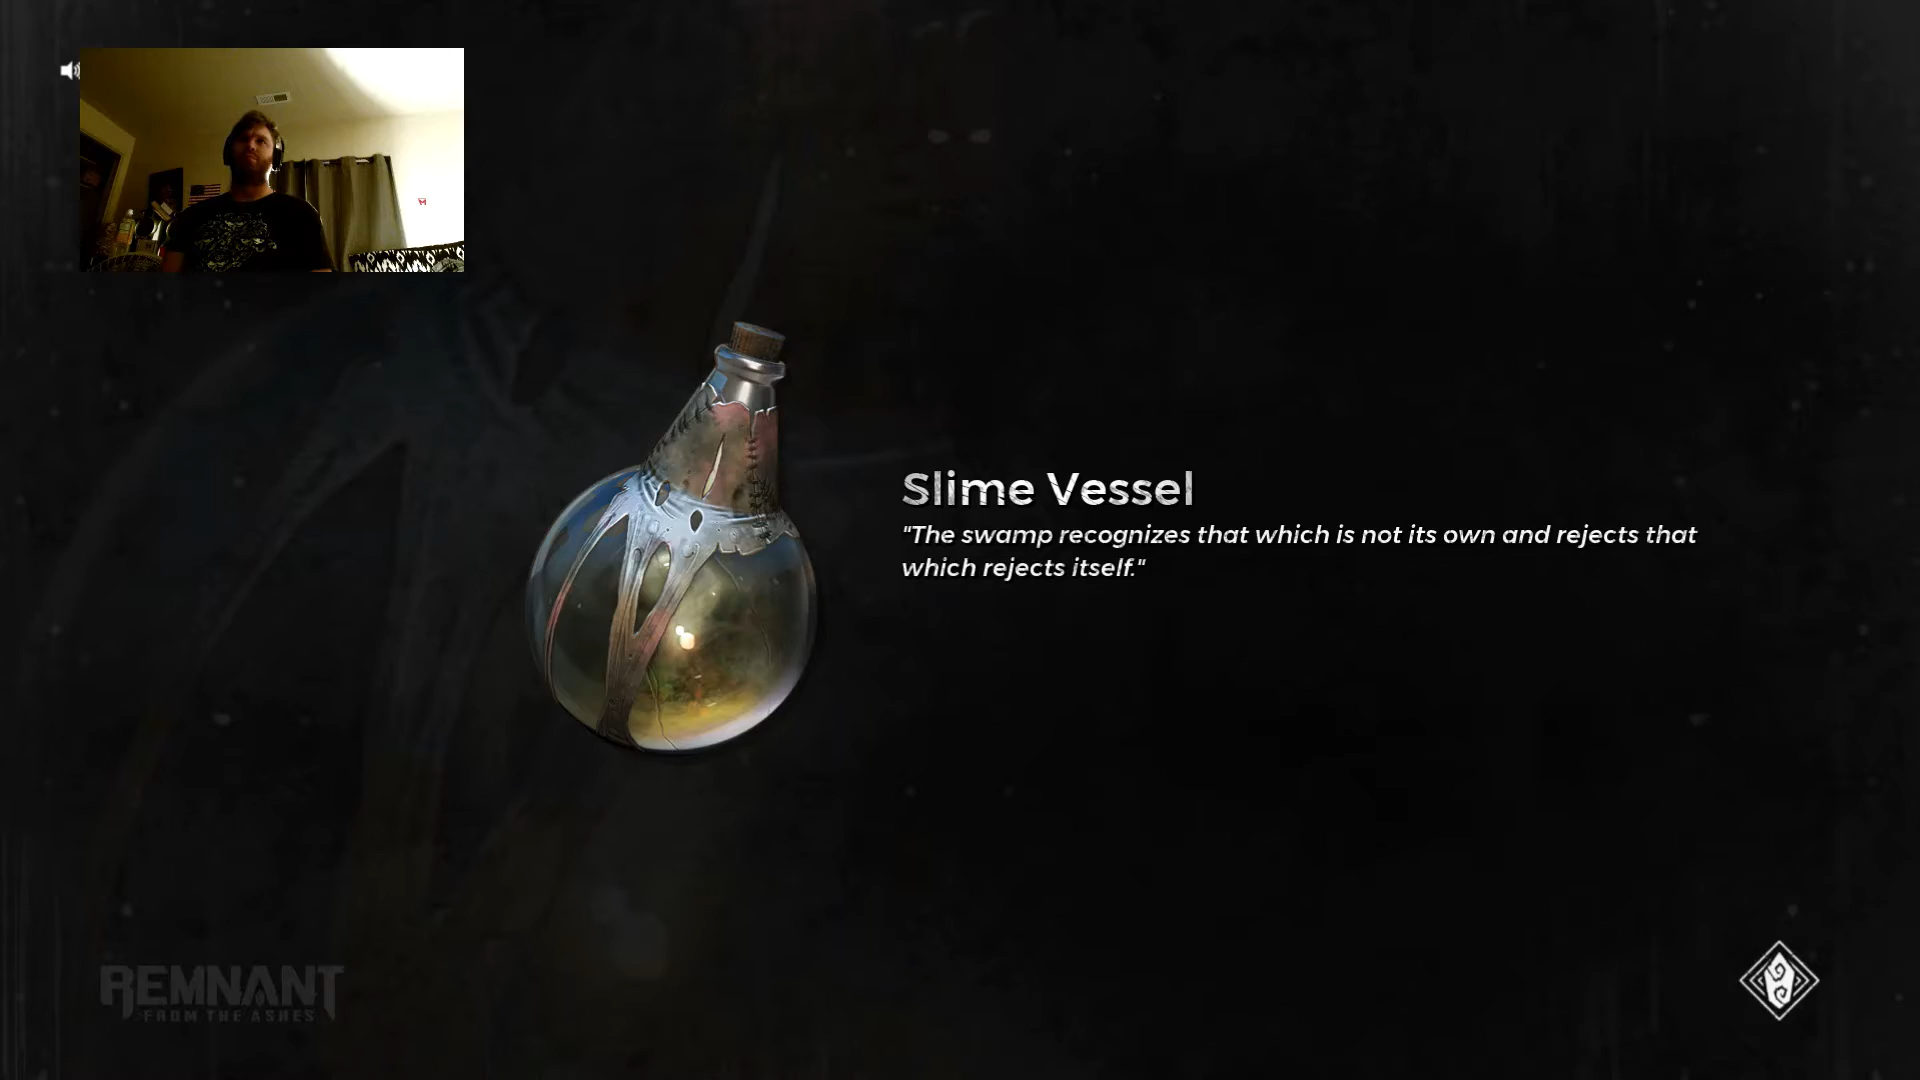 Slime Vessel
"The swamp recognizes that which is not its own and rejects that
which rejects itself."
REMNANT
FROM THE ASHES